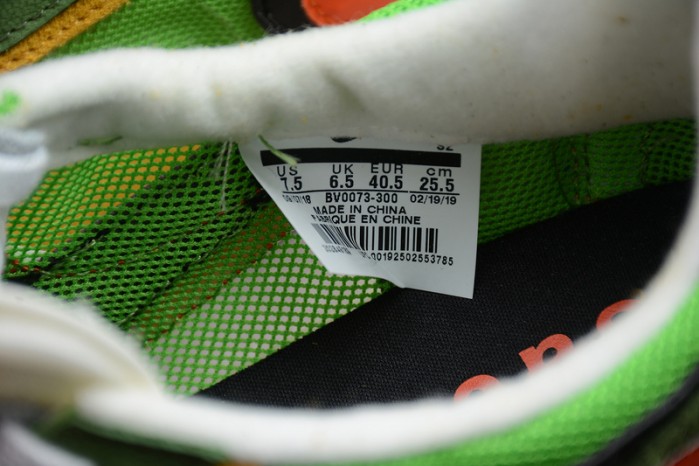 SZ
US UK EUR cm
7.5 6.5 40.5 25.5
BV0073-300 02/19/19
MADE IN CHINA
FABRIQUE EN CHINE
00192502553785